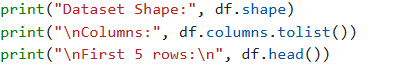 print("Dataset Shape:", df.shape)
print("\nColumns:", df.columns.tolist())
print("\nFirst 5 rows:\n", df.head())